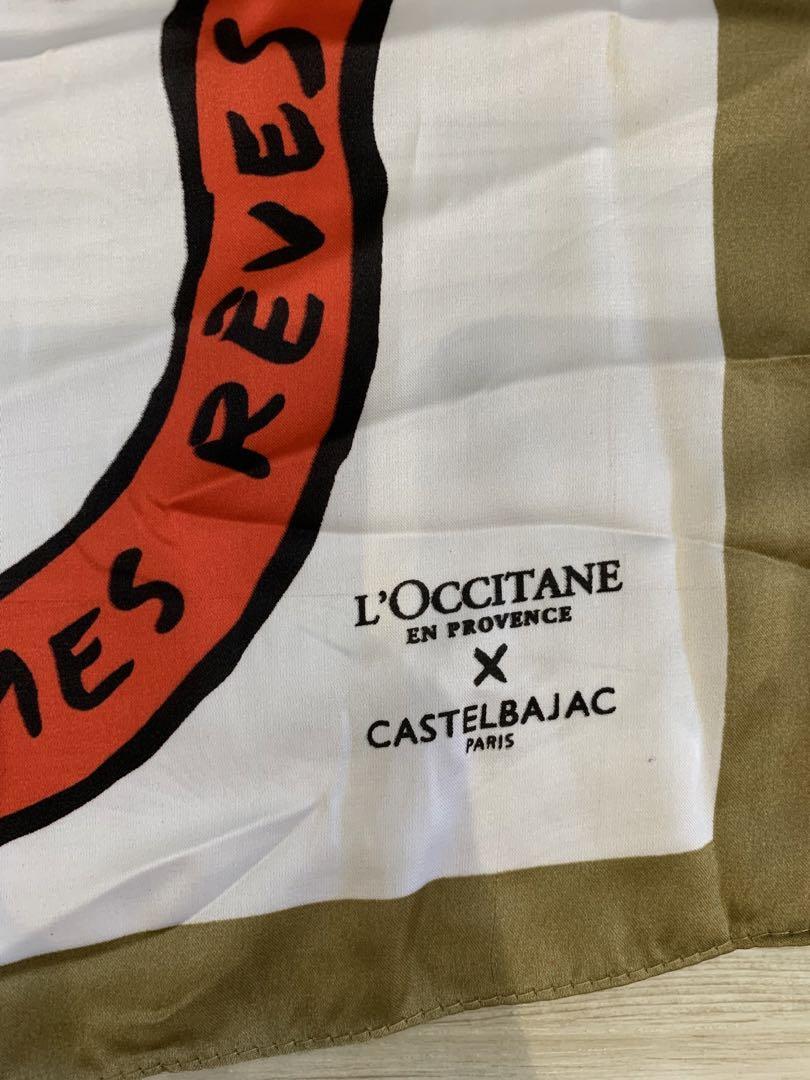 MES RÊVES
L'OCCITANE
EN PROVENCE
X
CASTELBAJAC
PARIS